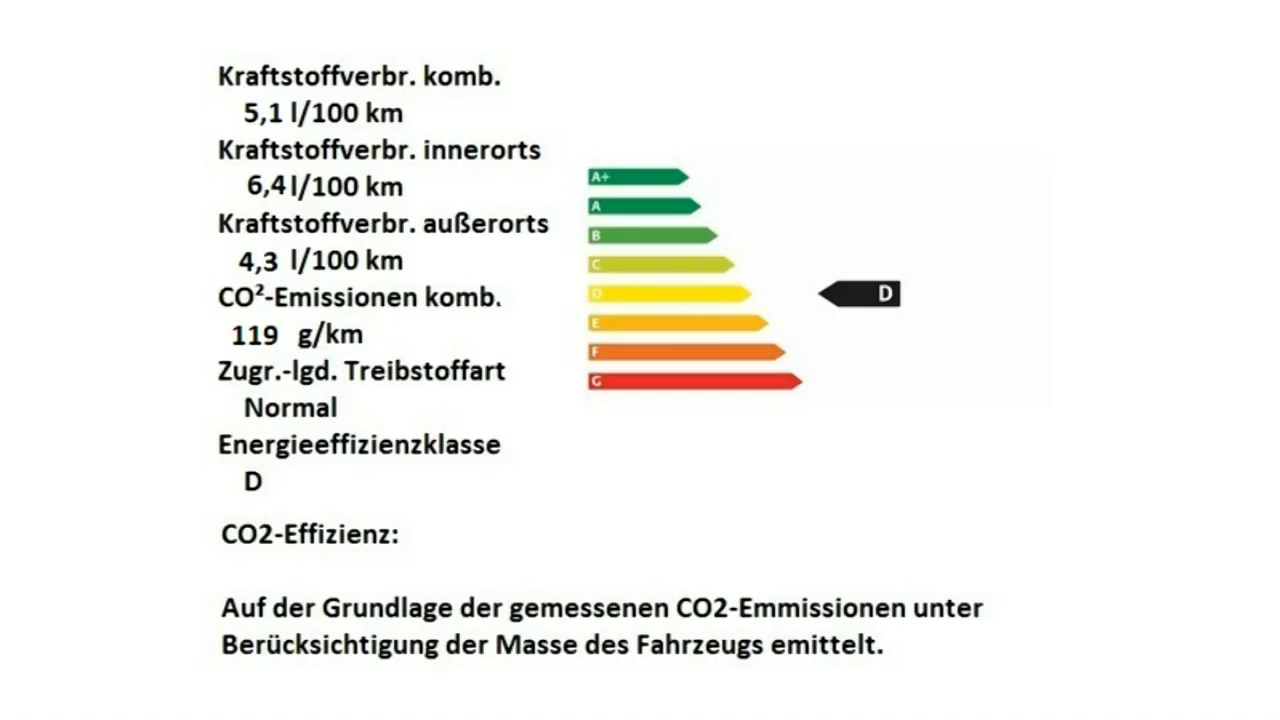 Kraftstoffverbr. komb.
5,1 l/100 km
Kraftstoffverbr. innerorts
6,4 l/100 km
Kraftstoffverbr. außerorts
4,3 l/100 km
CO²-Emissionen komb.
119 g/km
Zugr.-lgd. Treibstoffart
Normal
Energieeffizienzklasse
D
A+
A
B
C
D
D
E
F
G
CO2-Effizienz:
Auf der Grundlage der gemessenen CO2-Emmissionen unter
Berücksichtigung der Masse des Fahrzeugs emittelt.